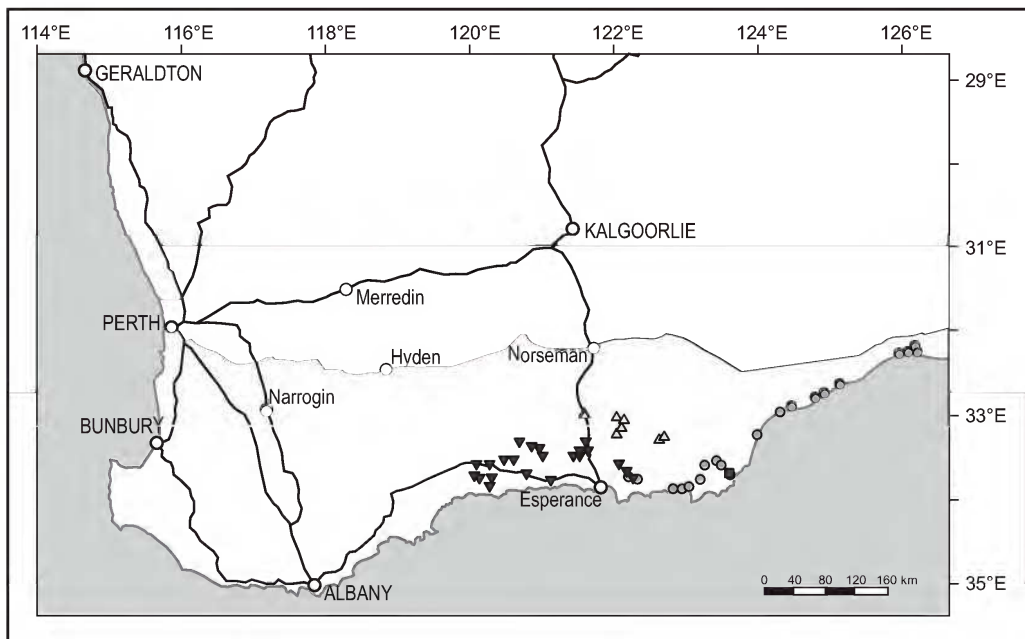 114°E 116° 118° 120° 122° 124° 126°
GERALDTON
29°E
KALGOORLIE
31°E
Merredin
PERTH
Norseman
Hyden
Narrogin
BUNBURY
33°E
Esperance
ALBANY
35°E
0 40 80 120 160 km